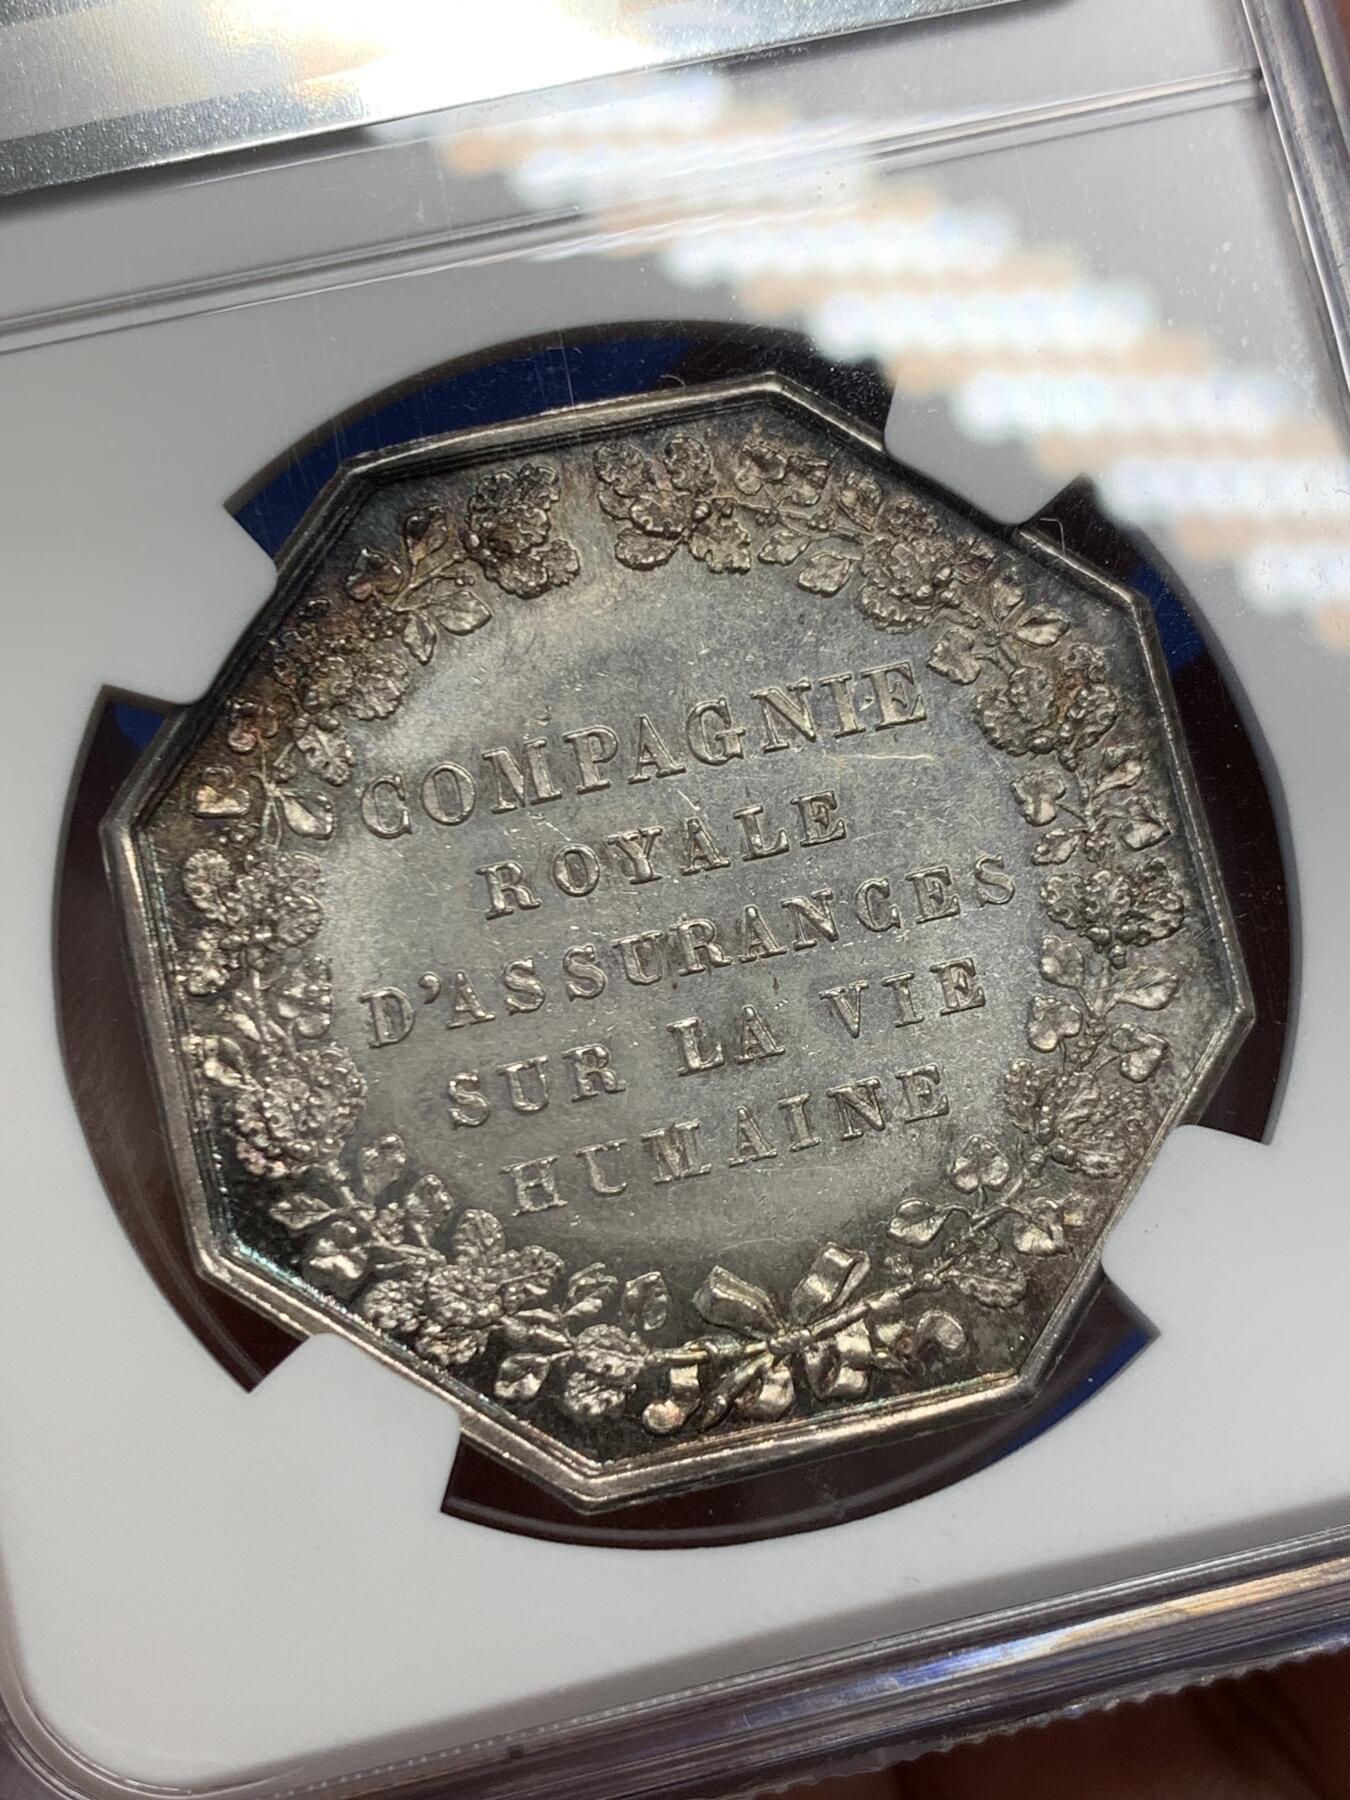 COMPAGNIE
ROYALE
D'ASSURANCES
SUR LA VIE
HUMAINE